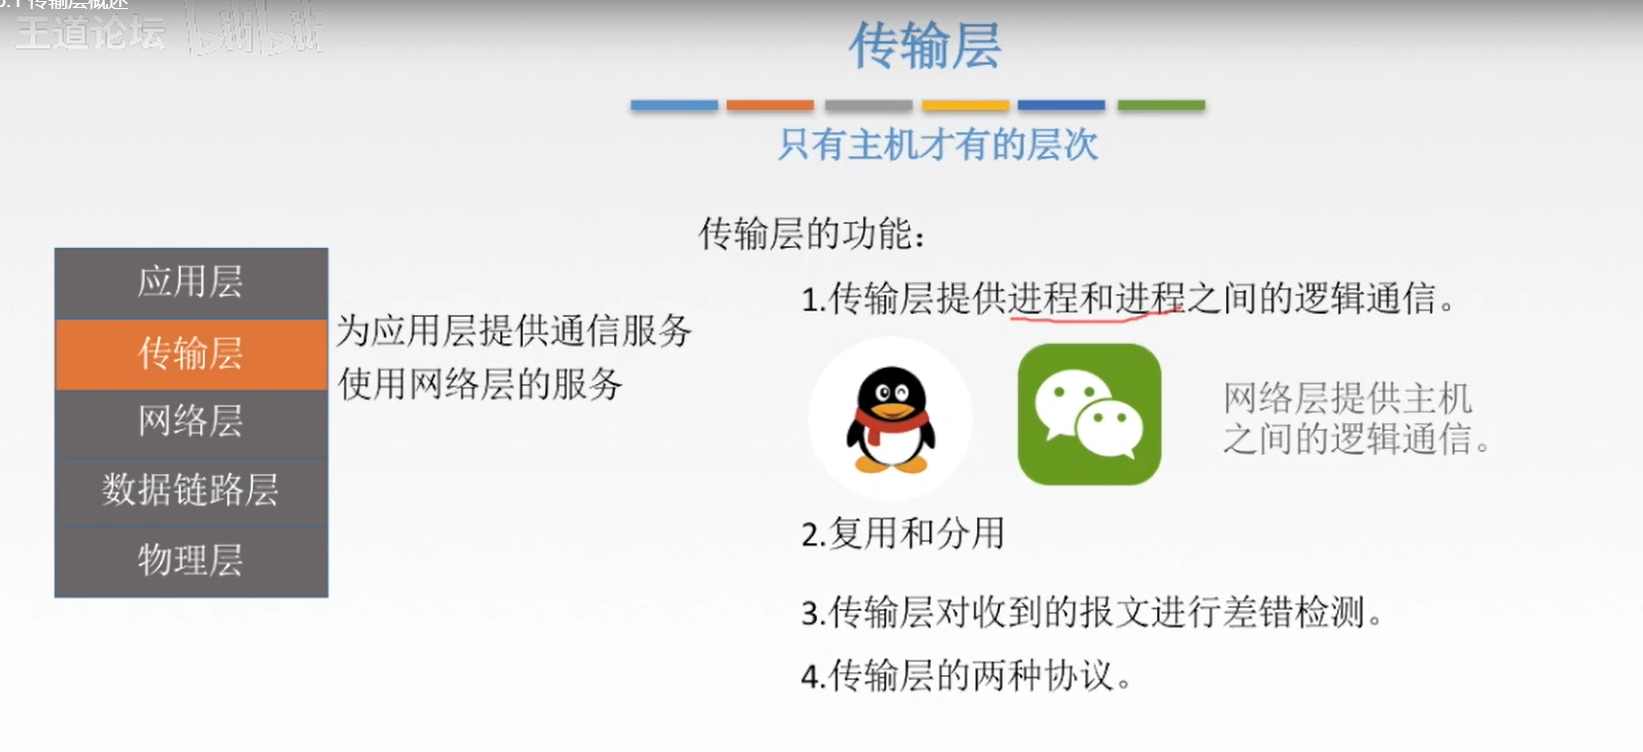 5.1 传输层概述
王道论坛 bilibili
传输层
只有主机才有的层次
传输层的功能：
应用层
传输层
网络层
数据链路层
物理层
为应用层提供通信服务
使用网络层的服务
1.传输层提供进程和进程之间的逻辑通信。
网络层提供主机
之间的逻辑通信。
2.复用和分用
3.传输层对收到的报文进行差错检测。
4.传输层的两种协议。